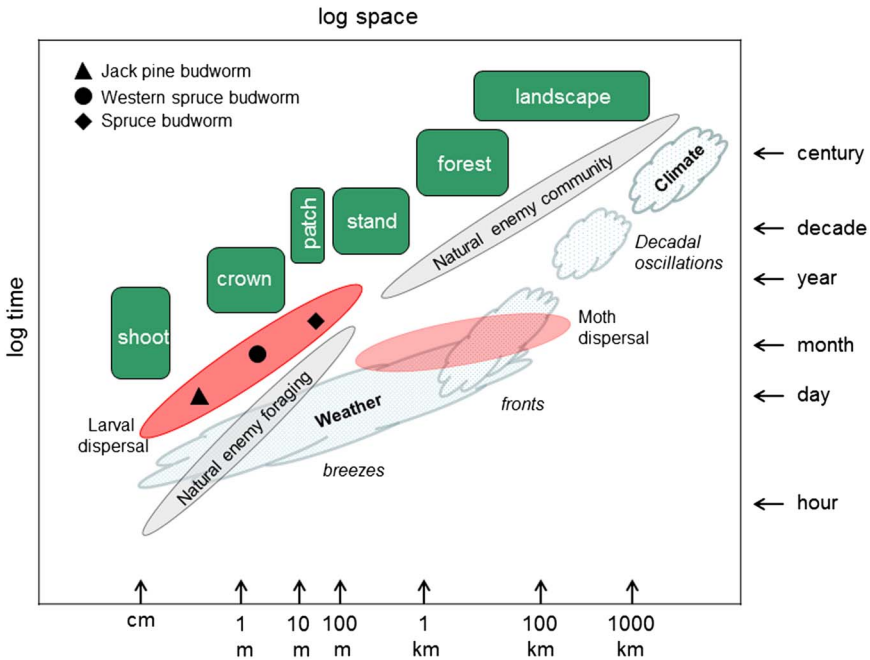 log space
Jack pine budworm
Western spruce budworm
Spruce budworm
landscape
forest
patch
stand
crown
shoot
Natural enemy community
Climate
Decadal
oscillations
Moth
dispersal
Larval
dispersal
Natural enemy foraging
Weather
fronts
breezes
log time
century
decade
year
month
day
hour
cm
1
m
10
m
100
m
1
km
100
km
1000
km